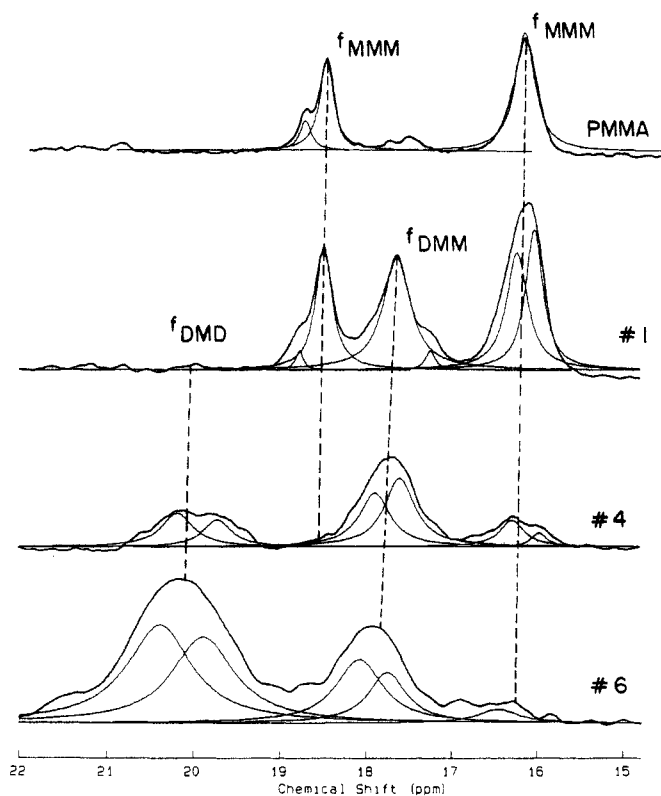 fMMM
fMMM
PMMA
fDMM
fDMD
#1
#4
#6
22 21 20 19 18 17 16 15
Chemical Shift (ppm)